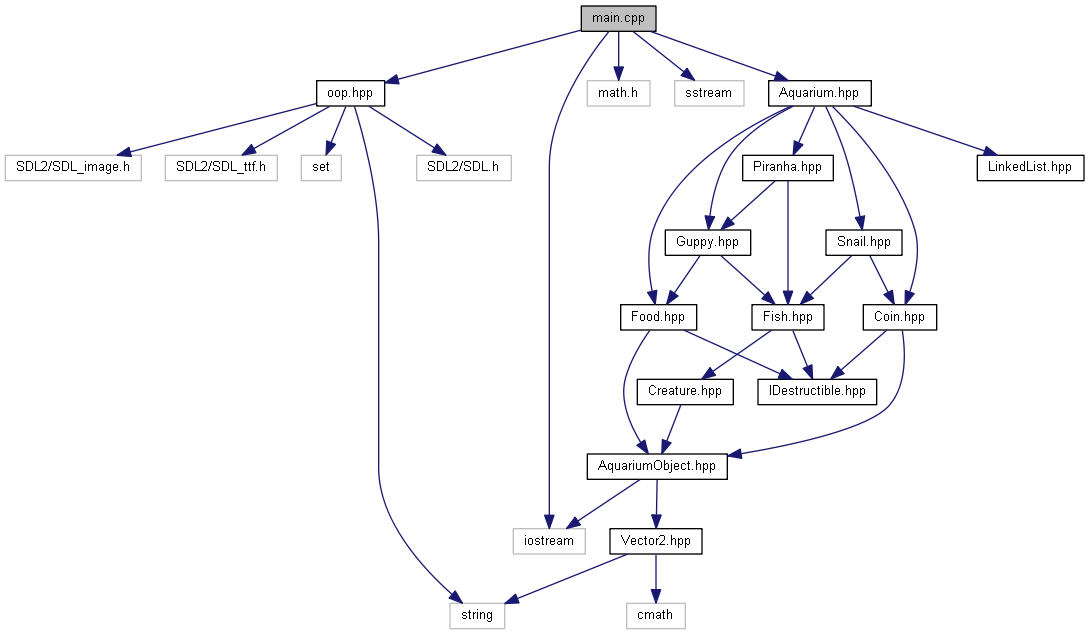 main.cpp
oop.hpp
math.h
sstream
Aquarium.hpp
SDL2/SDL_image.h
SDL2/SDL_ttf.h
set
SDL2/SDL.h
Piranha.hpp
LinkedList.hpp
Guppy.hpp
Snail.hpp
Food.hpp
Fish.hpp
Coin.hpp
Creature.hpp
IDestructible.hpp
AquariumObject.hpp
iostream
Vector2.hpp
string
cmath